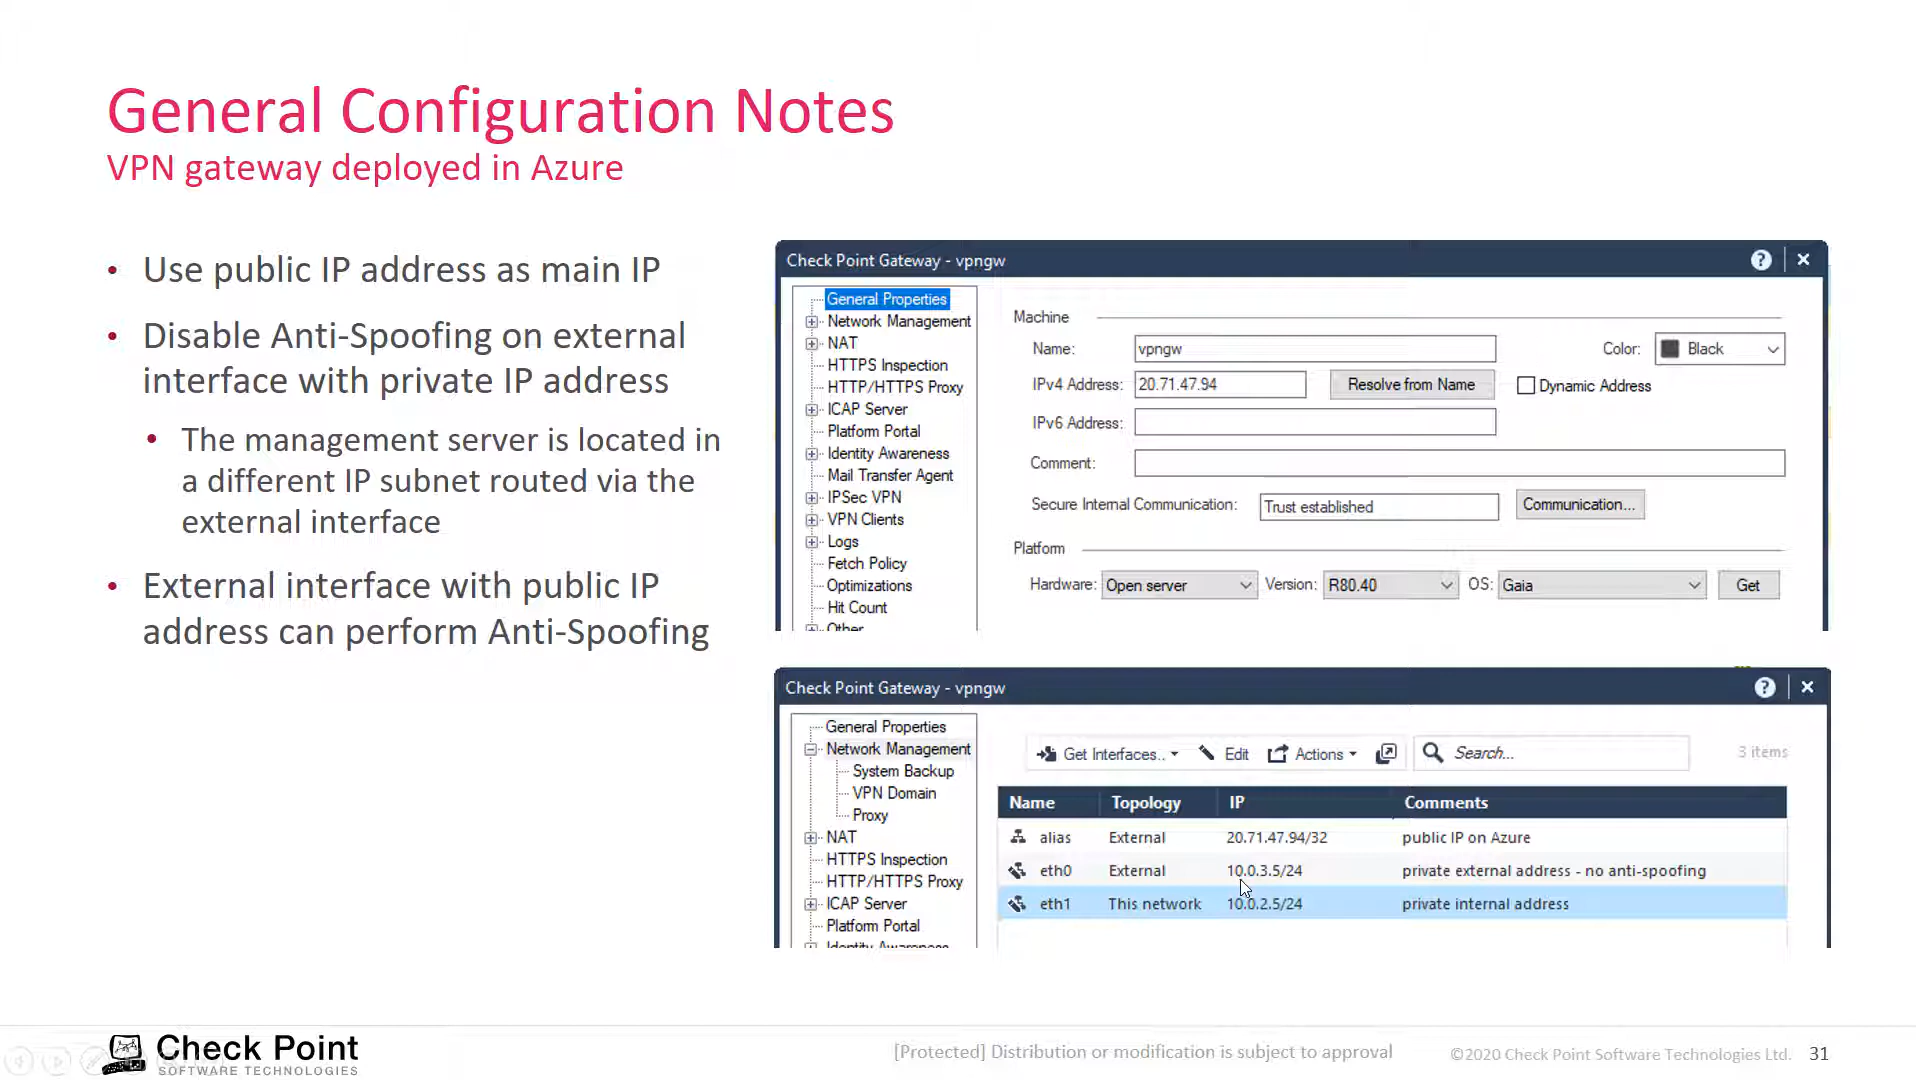 General Configuration Notes
VPN gateway deployed in Azure
• Use public IP address as main IP
• Disable Anti-Spoofing on external
interface with private IP address
• The management server is located in
a different IP subnet routed via the
external interface
• External interface with public IP
address can perform Anti-Spoofing
Check Point Gateway - vpngw
General Properties
Network Management
NAT
HTTPS Inspection
HTTP/HTTPS Proxy
ICAP Server
Platform Portal
Identity Awareness
Mail Transfer Agent
IPSec VPN
VPN Clients
Logs
Fetch Policy
Optimizations
Hit Count
Other
Machine
Name: vpngw Color: Black
IPv4 Address: 20.71.47.94 Resolve from Name Dynamic Address
IPv6 Address:
Comment:
Secure Internal Communication: Trust established Communication...
Platform
Hardware: Open server Version: R80.40 OS: Gaia Get
Check Point Gateway - vpngw
General Properties
Network Management
System Backup
VPN Domain
Proxy
NAT
HTTPS Inspection
HTTP/HTTPS Proxy
ICAP Server
Platform Portal
Identity Awareness
Get Interfaces... Edit Actions Search... 3 items
Name Topology IP Comments
alias External 20.71.47.94/32 public IP on Azure
eth0 External 10.0.3.5/24 private external address - no anti-spoofing
eth1 This network 10.0.2.5/24 private internal address
Check Point
SOFTWARE TECHNOLOGIES
[Protected] Distribution or modification is subject to approval
©2020 Check Point Software Technologies Ltd. 31